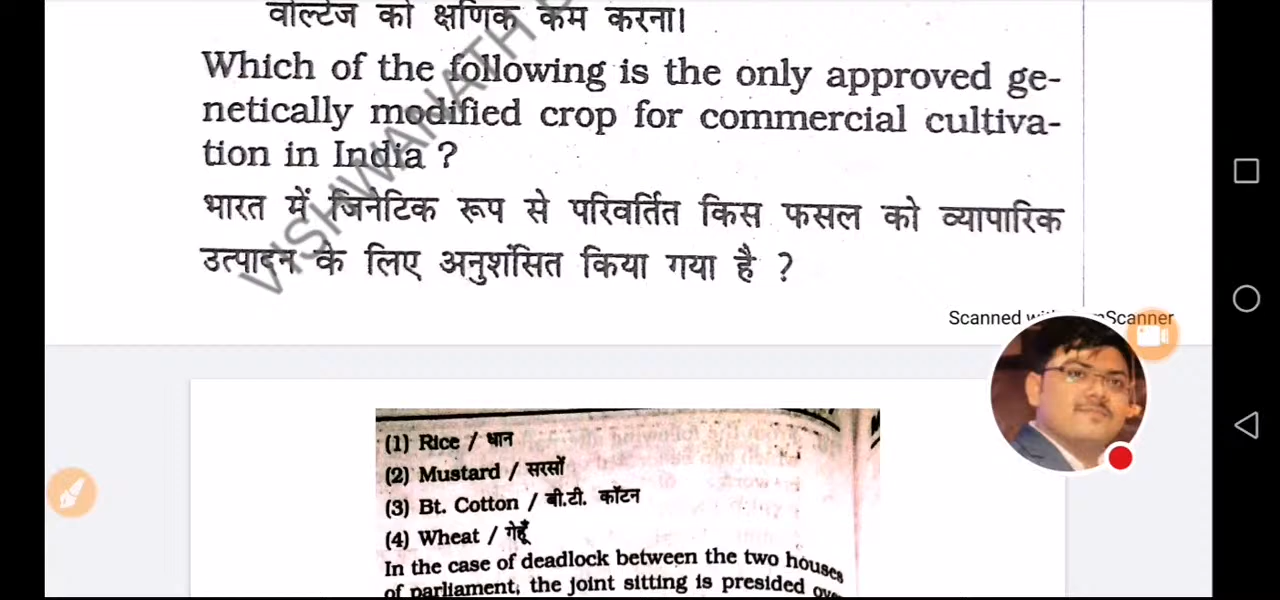 वोल्टेज को क्षणिक कम करना।
Which of the following is the only approved ge-
netically modified crop for commercial cultiva-
tion in India ?
भारत में जिनैटिक रूप से परिवर्तित किस फसल को व्यापारिक
उत्पादन के लिए अनुशंसित किया गया है ?
VISHWANATH
Scanned
Scanner
(1) Rice / धान
(2) Mustard / सरसों
(3) Bt. Cotton / बी.टी. कॉटन
(4) Wheat / गेहूँ
In the case of deadlock between the two houses
of parliament, the joint sitting is presided